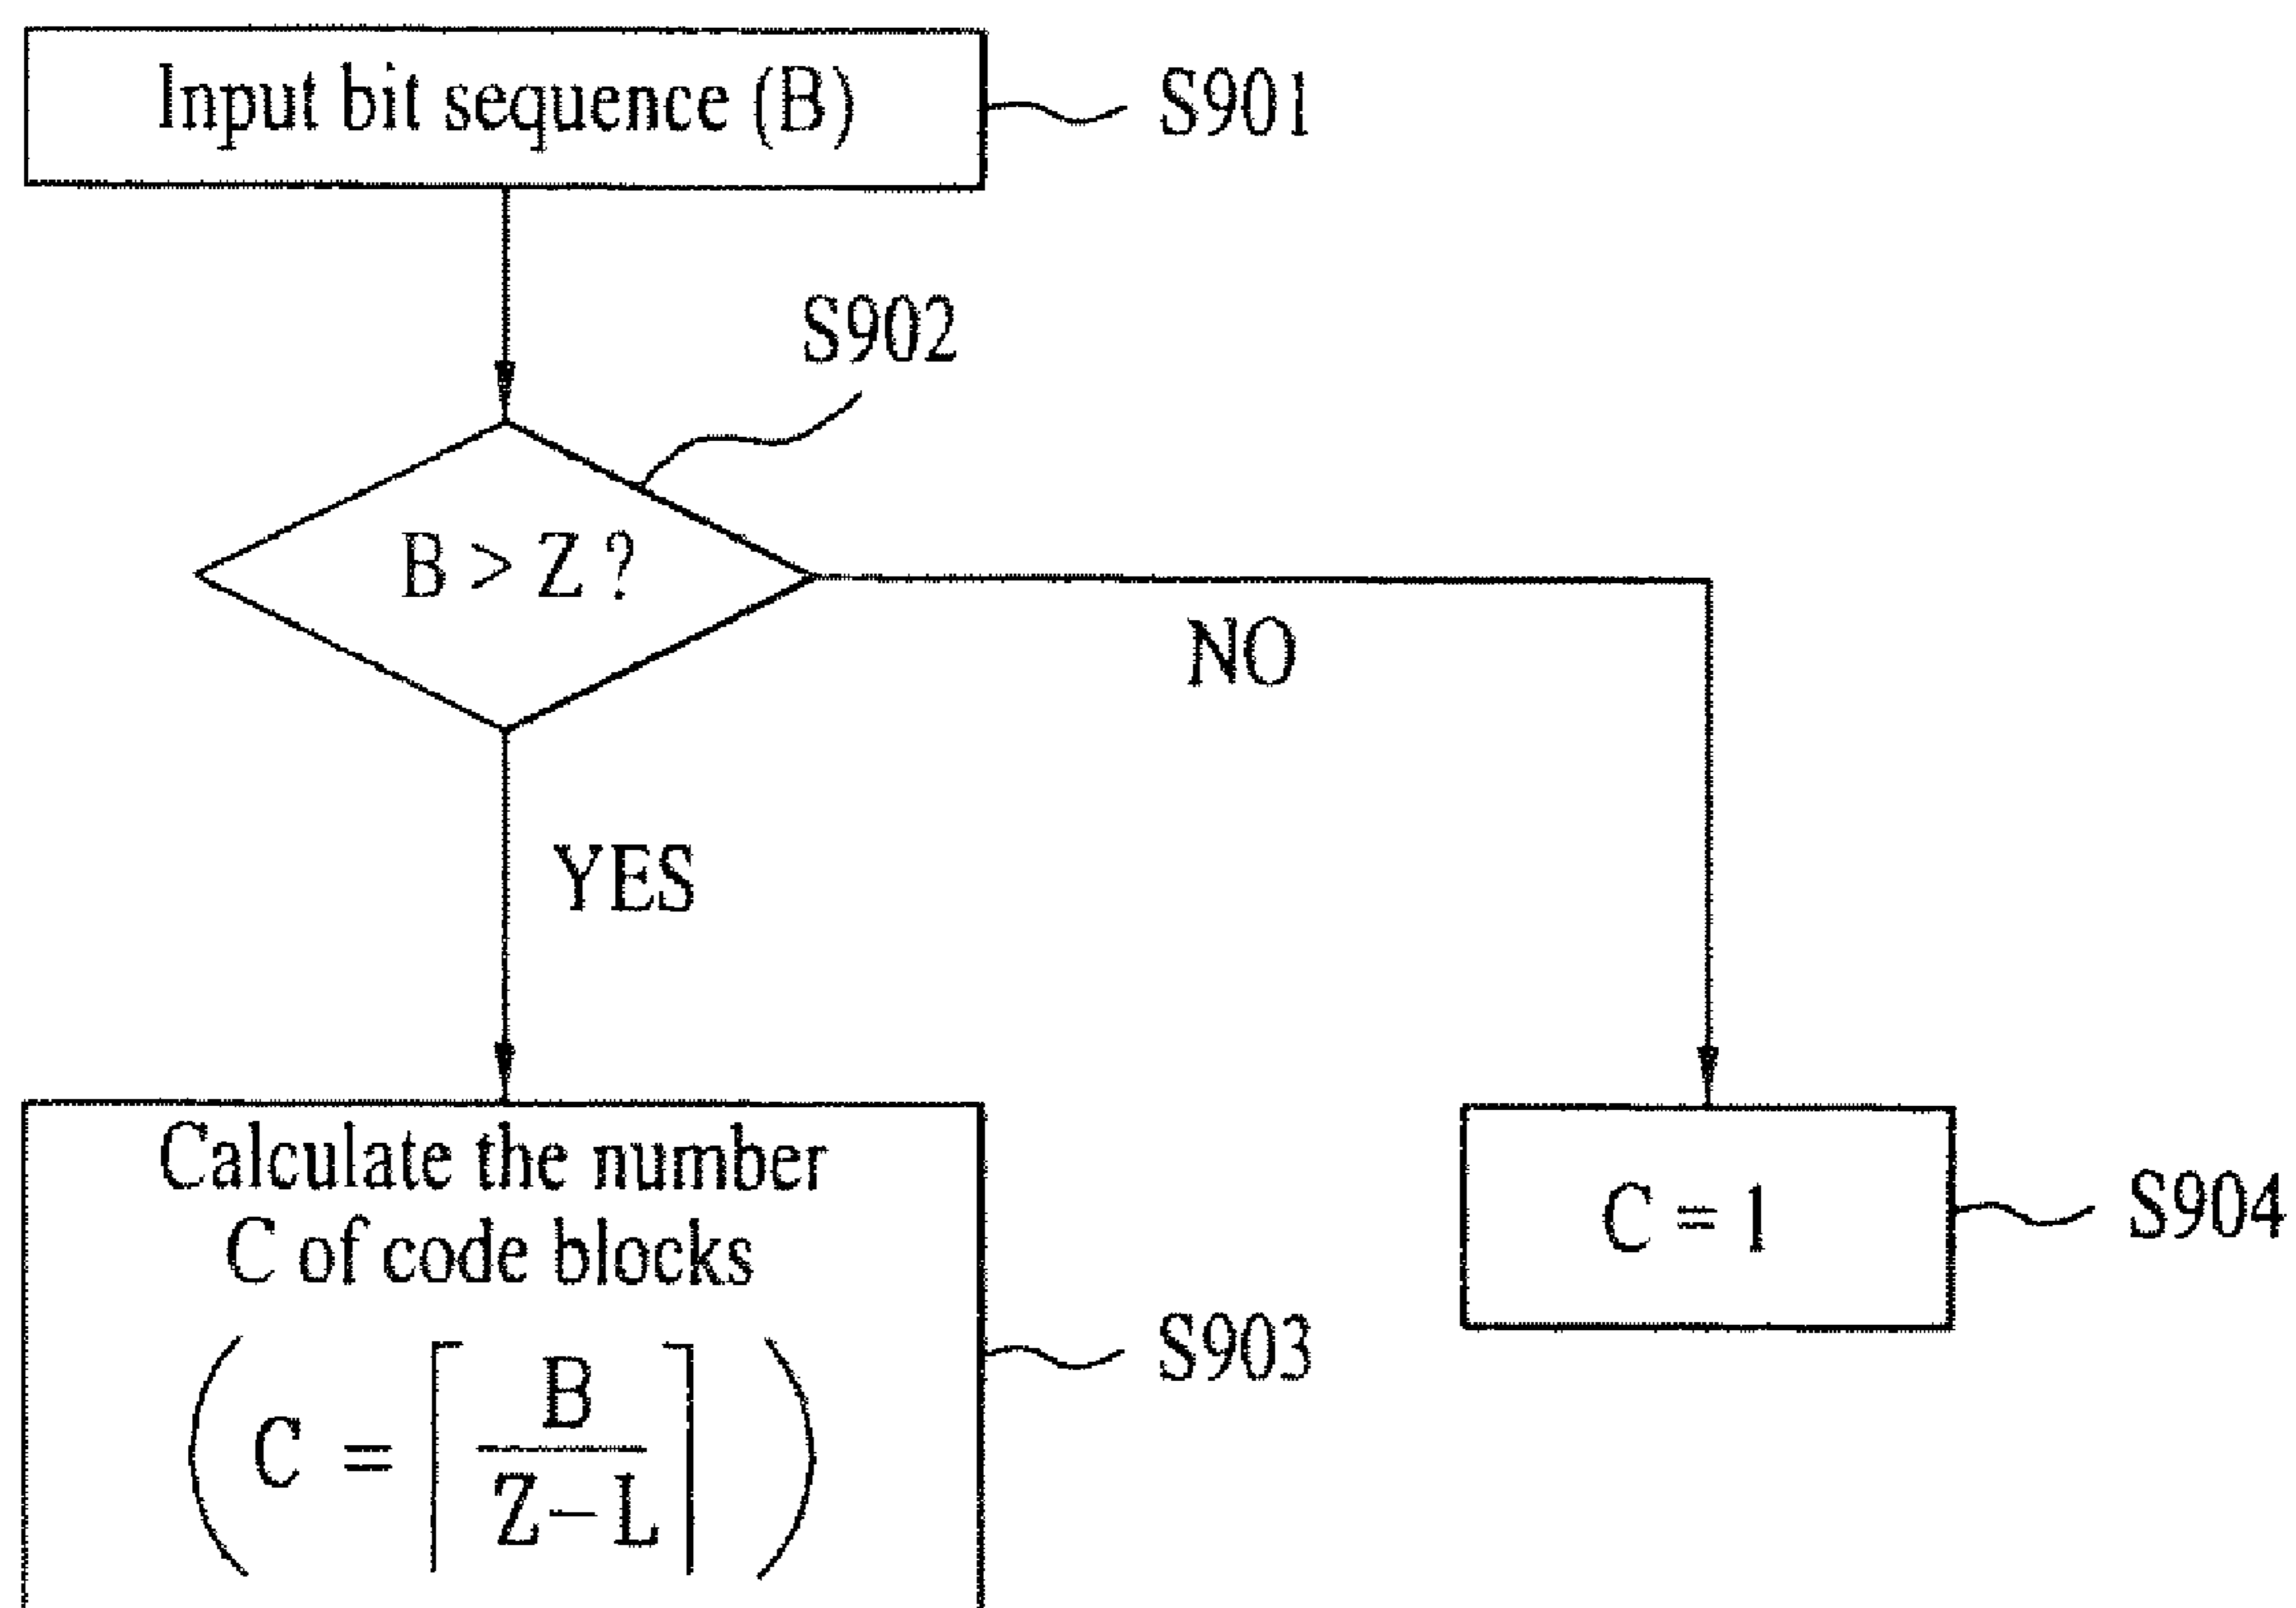 Input bit sequence (B)
S901
S902
B > Z ?
NO
YES
Calculate the number
C of code blocks
( C = ⌈ B / Z−L ⌉ )
S903
C = 1
S904